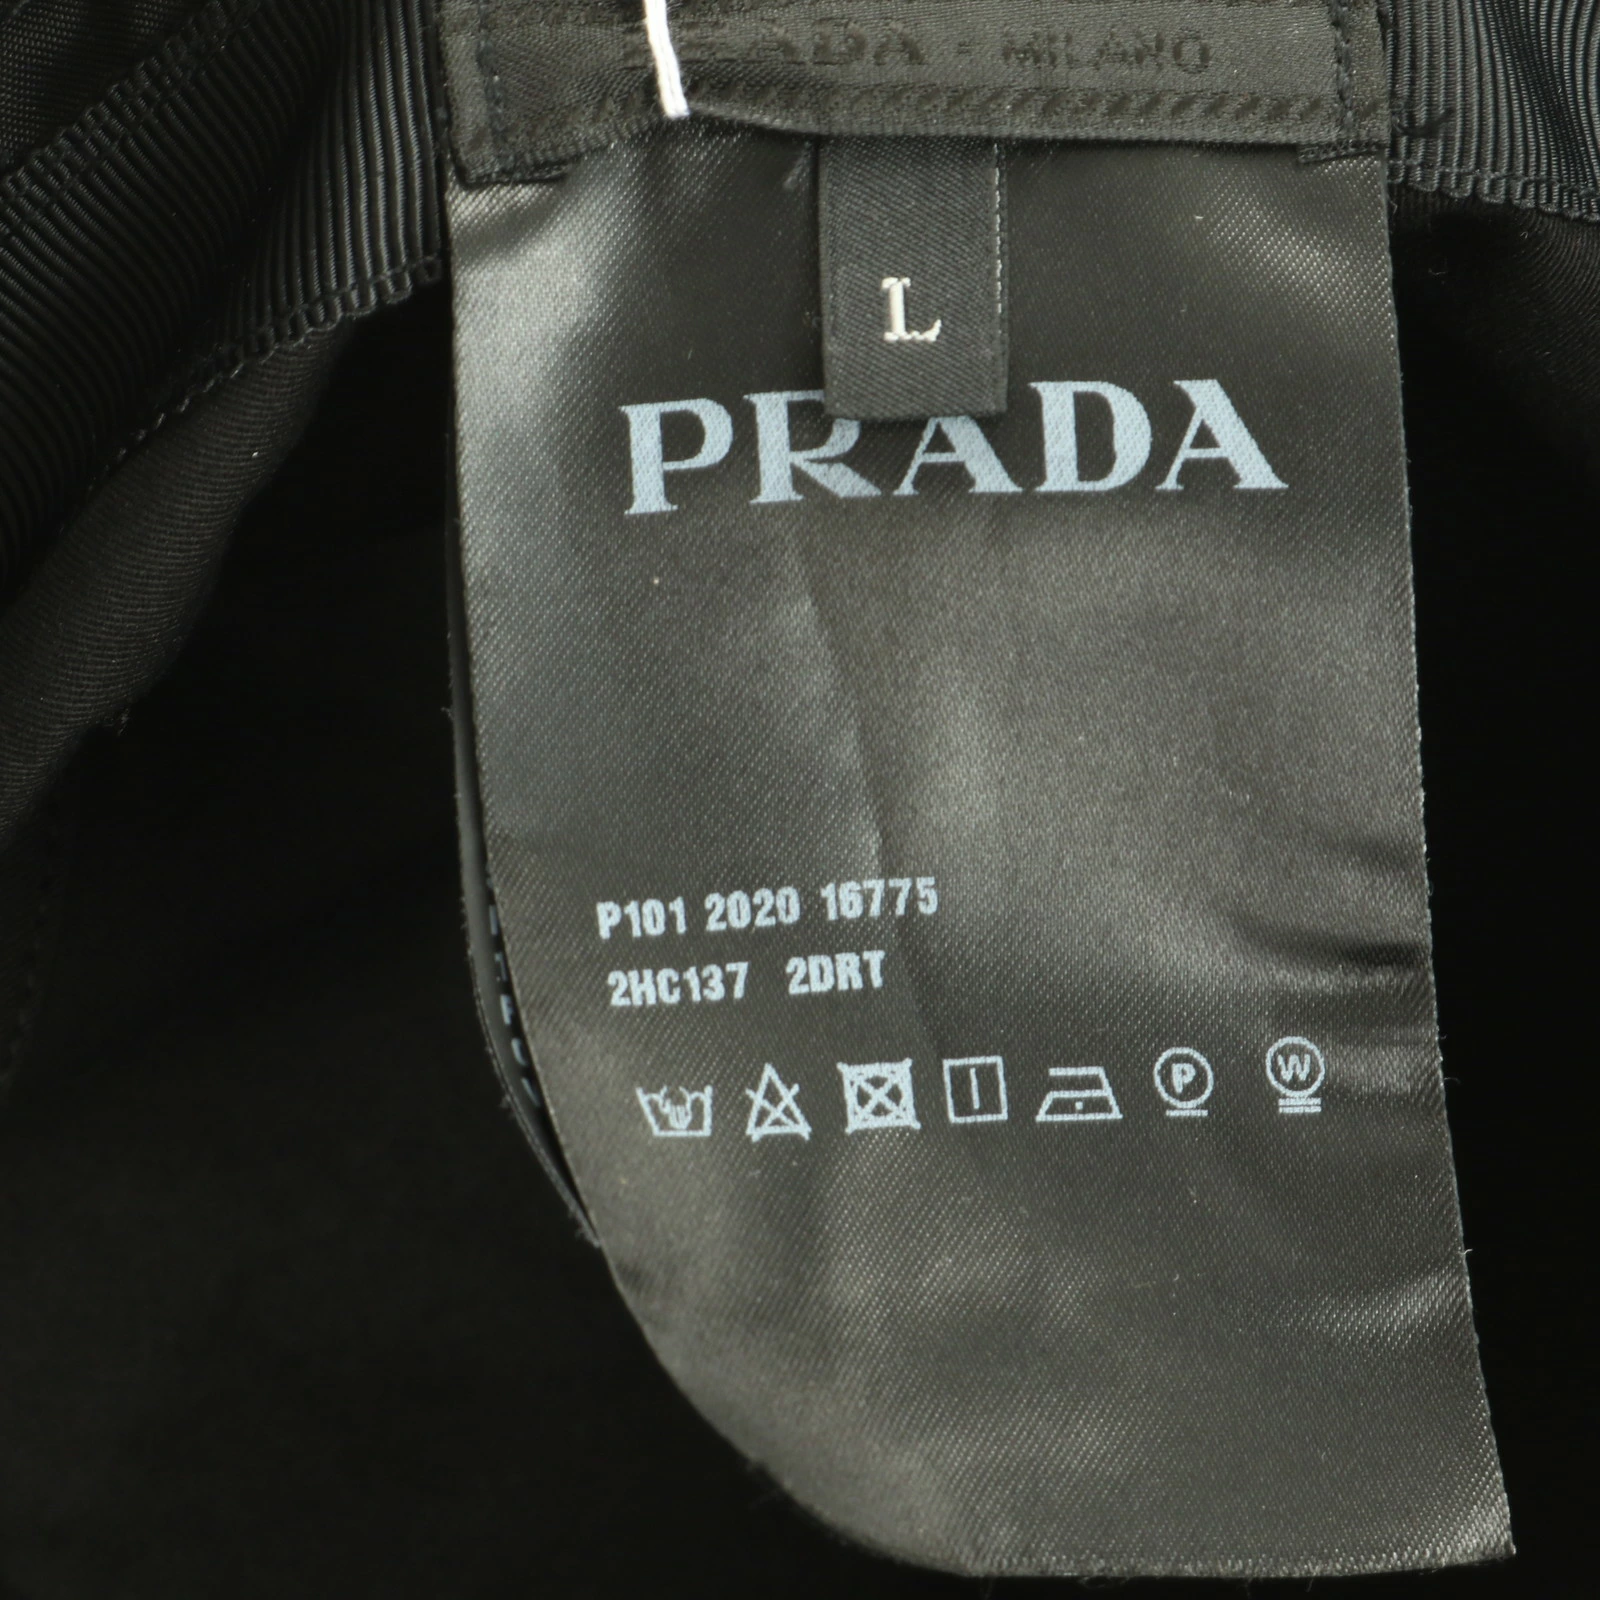 PRADA - MILANO
L
PRADA
P101 2020 16775
2HC137 2DRT
P W